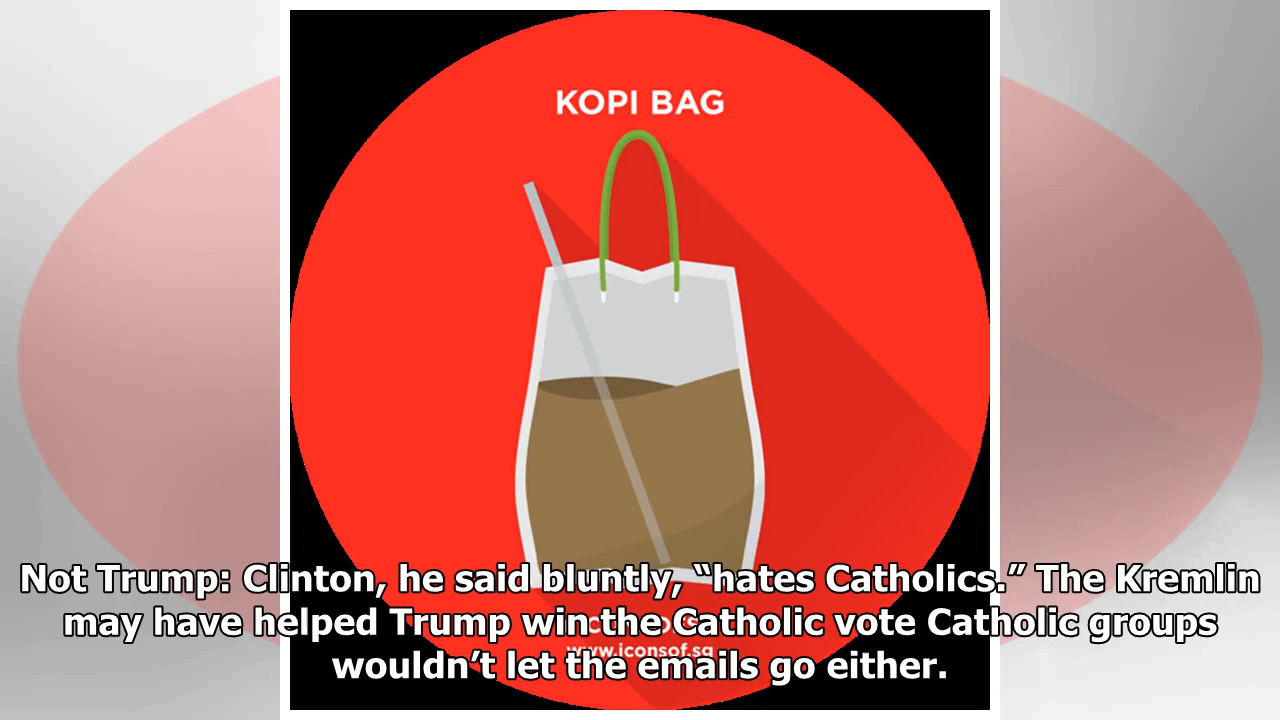 KOPI BAG
Not Trump: Clinton, he said bluntly, “hates Catholics.” The Kremlin
may have helped Trump win the Catholic vote Catholic groups
www.iconsof.sg
wouldn’t let the emails go either.